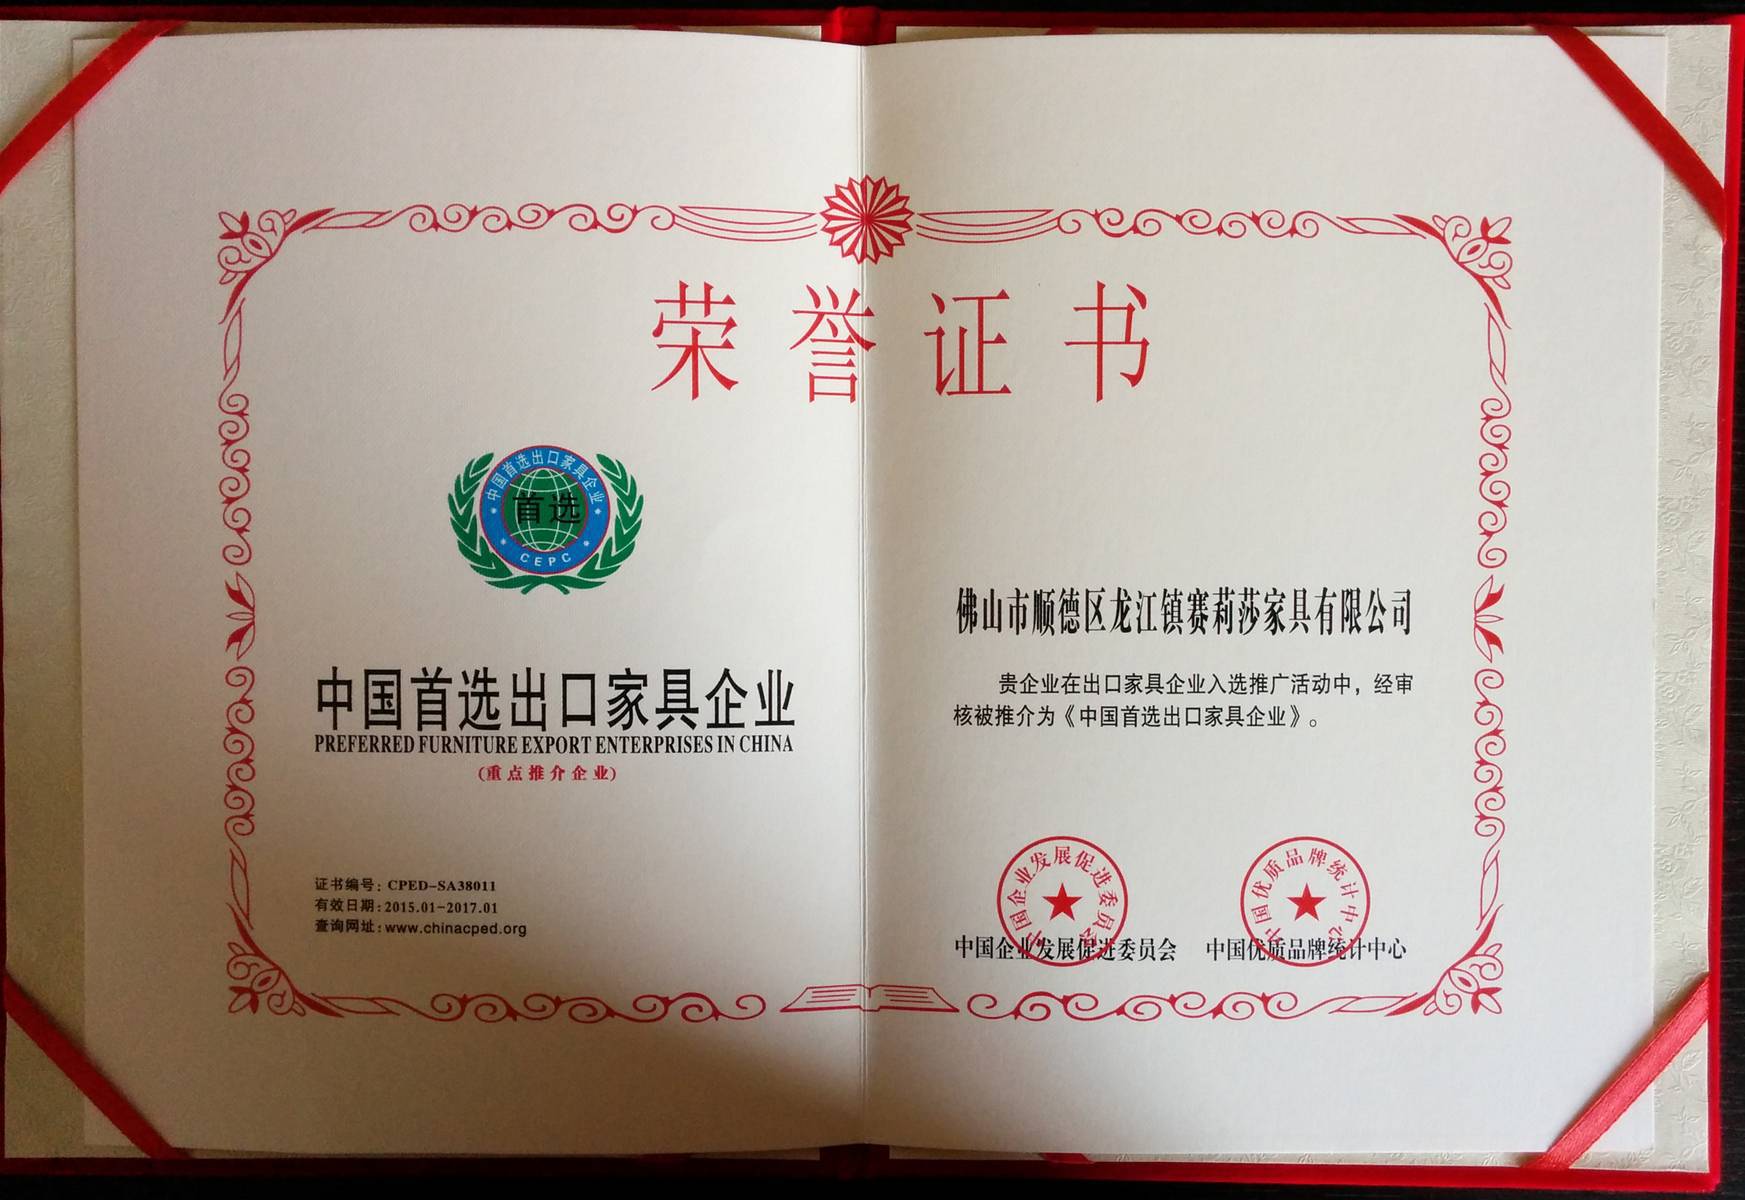 荣誉证书
中国首选出口家具企业
首选
CEPC
中国首选出口家具企业
PREFERRED FURNITURE EXPORT ENTERPRISES IN CHINA
(重点推介企业)
证书编号: CPED-SA38011
有效日期: 2015.01-2017.01
查询网址: www.chinacped.org
佛山市顺德区龙江镇赛莉莎家具有限公司
贵企业在出口家具企业入选推广活动中，经审
核被推介为《中国首选出口家具企业》。
中国企业发展促进委员会
中国优质品牌统计中心
中国企业发展促进委员会 中国优质品牌统计中心